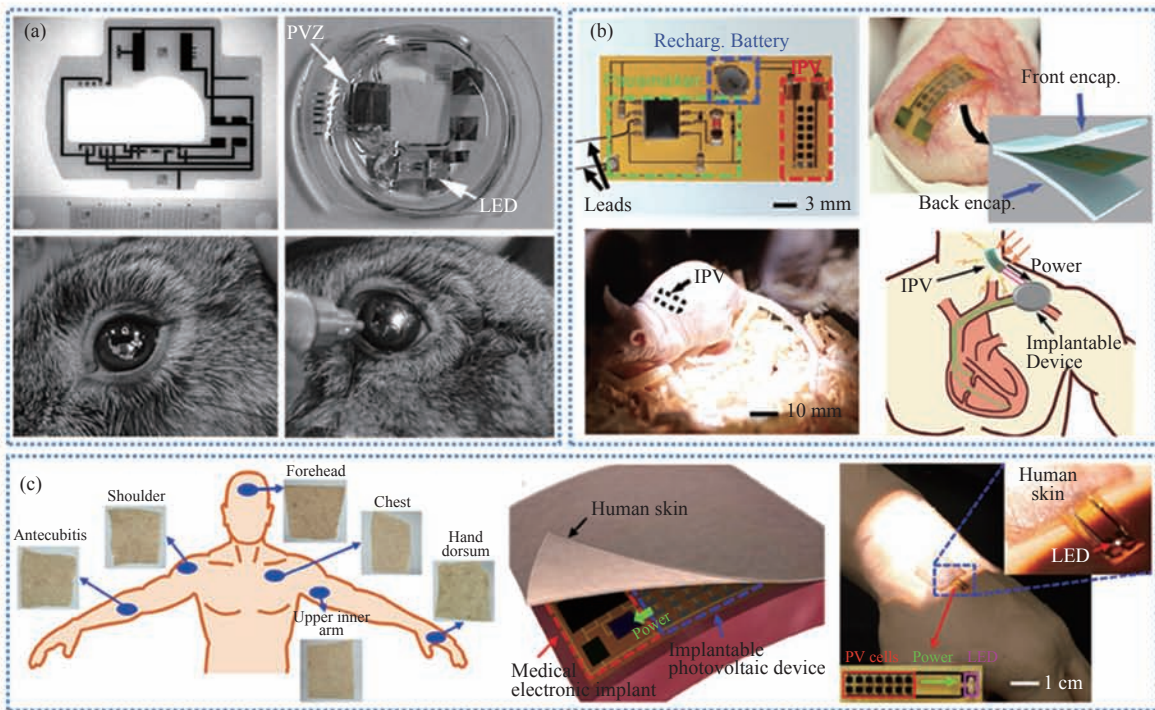 (a)
PVZ
LED
(b)
Recharg. Battery
IPV
Pacemaker
Leads
3 mm
Front encap.
Back encap.
IPV
10 mm
IPV
Power
Implantable
Device
(c)
Forehead
Shoulder
Chest
Antecubitis
Hand
dorsum
Upper inner
arm
Human skin
Power
Medical
electronic implant
Implantable
photovoltaic device
Human
skin
LED
PV cells
Power
LED
1 cm